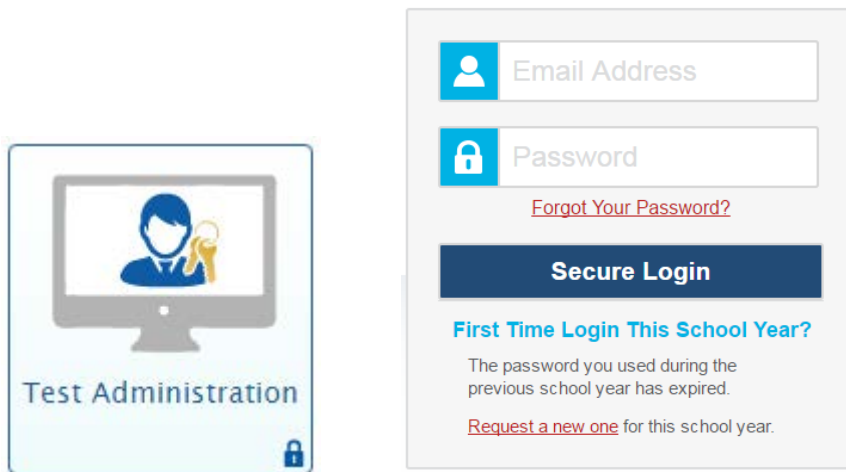 Test Administration
Email Address
Password
Forgot Your Password?
Secure Login
First Time Login This School Year?
The password you used during the
previous school year has expired.
Request a new one for this school year.